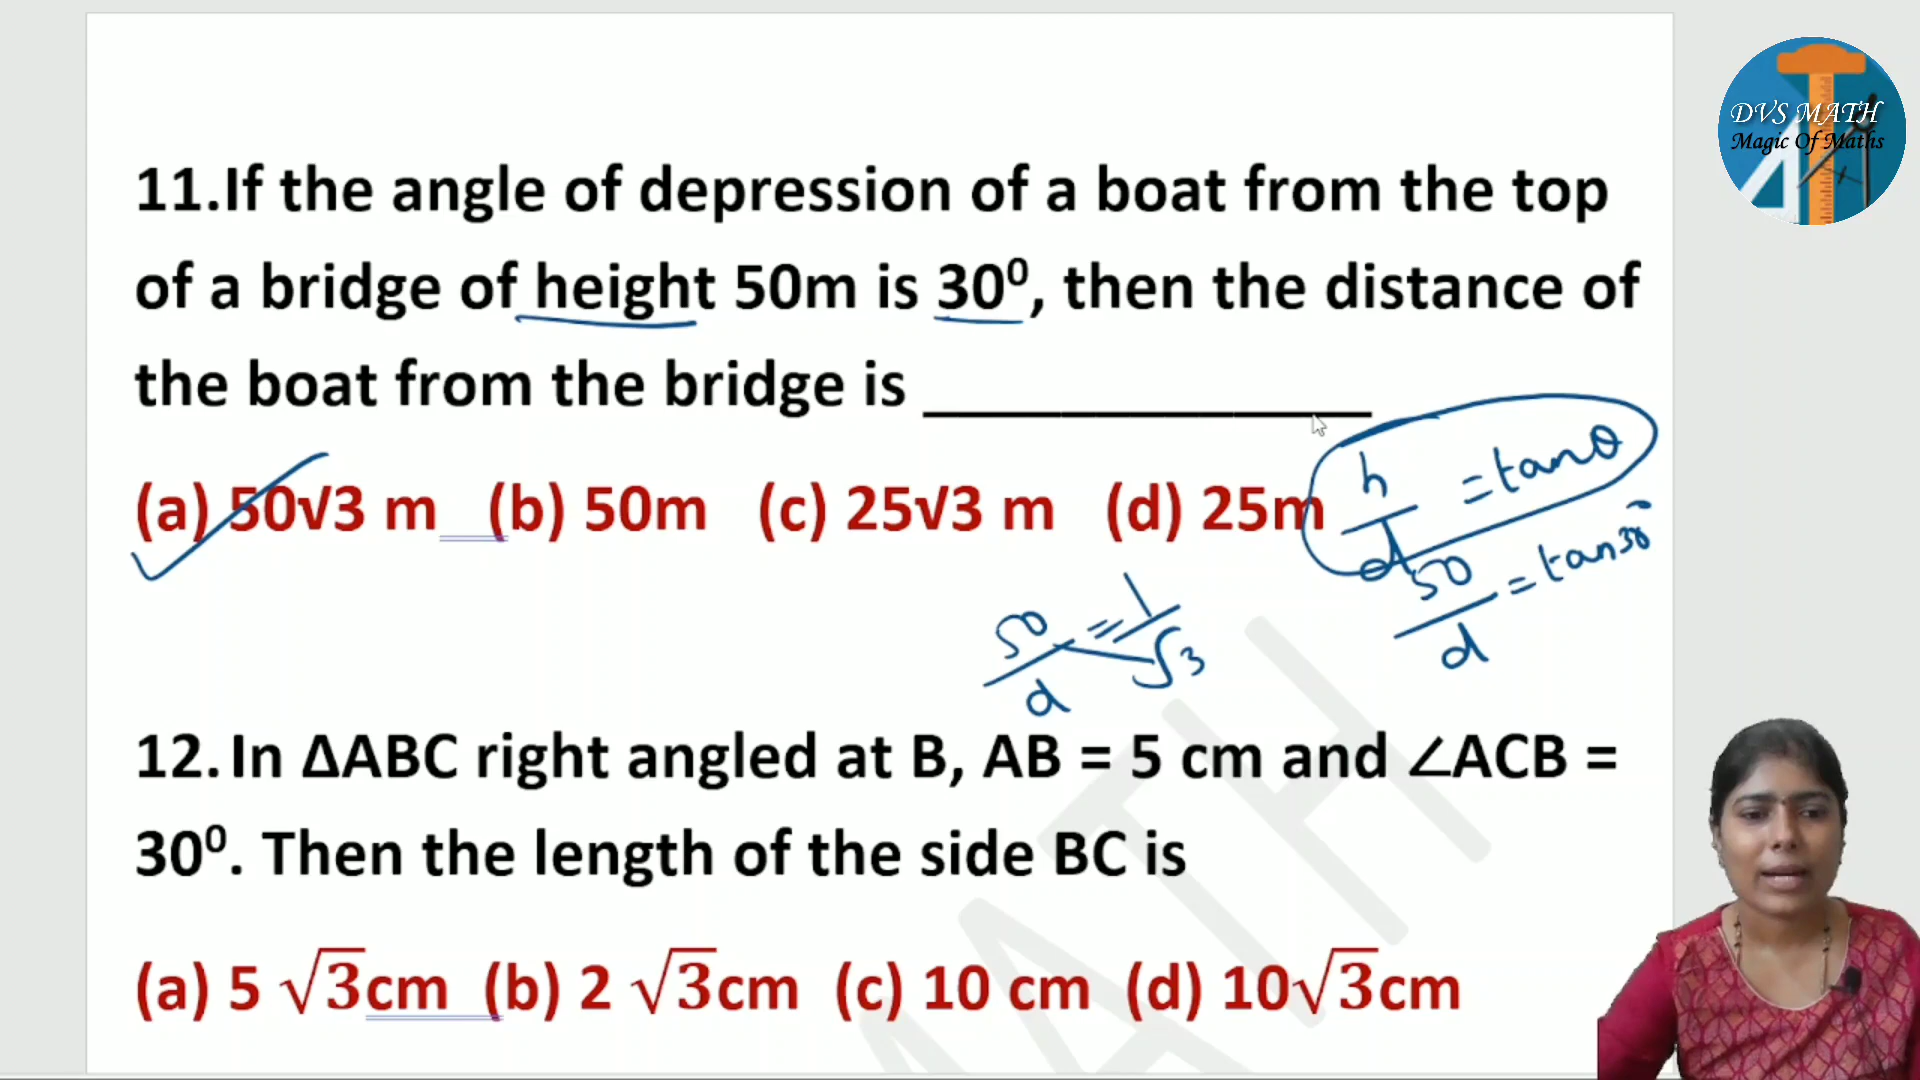 DVS MATH
Magic Of Maths
11.If the angle of depression of a boat from the top
of a bridge of height 50m is 30⁰, then the distance of
the boat from the bridge is ______________
(a) 50√3 m (b) 50m (c) 25√3 m (d) 25m
h/d = tanθ
50/d = tan30°
50/d = 1/√3
12. In ΔABC right angled at B, AB = 5 cm and ∠ACB =
30⁰. Then the length of the side BC is
(a) 5 √3cm (b) 2 √3cm (c) 10 cm (d) 10√3cm
MATH